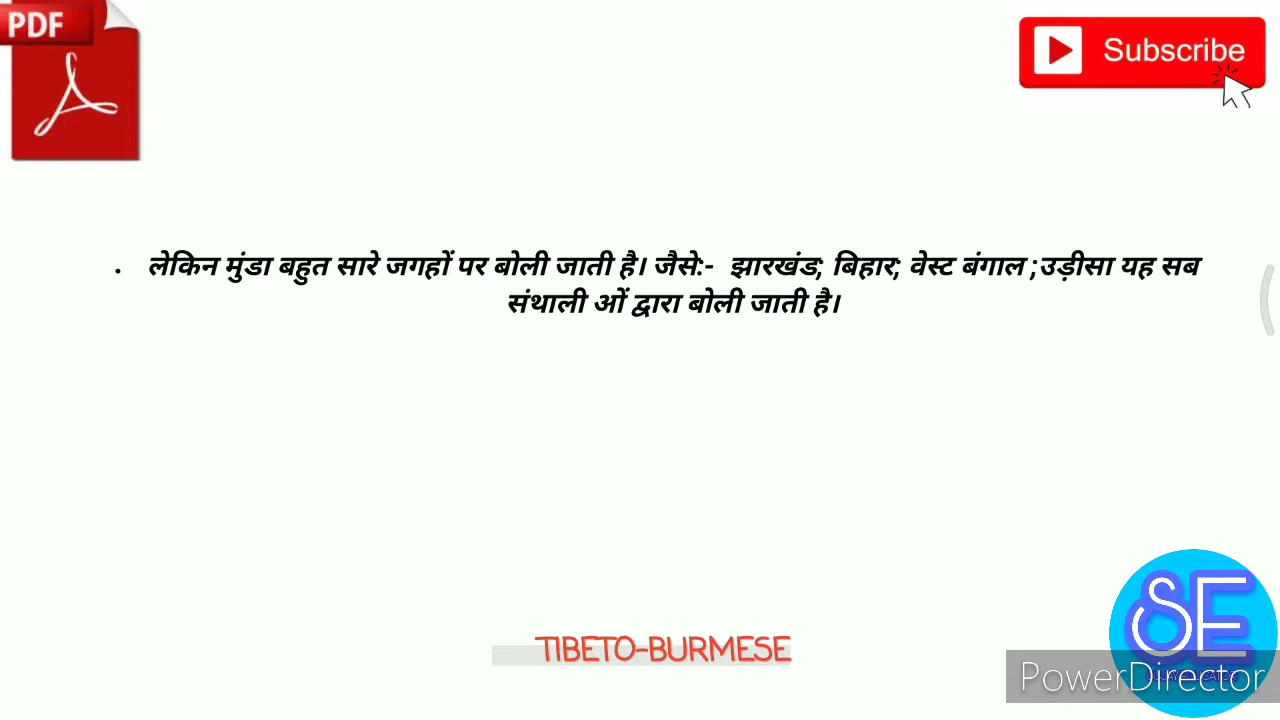 PDF
Subscribe
. लेकिन मुंडा बहुत सारे जगहों पर बोली जाती है। जैसे:- झारखंड; बिहार; वेस्ट बंगाल ;उड़ीसा यह सब
संथाली ओं द्वारा बोली जाती है।
TIBETO-BURMESE
SE
PowerDirector